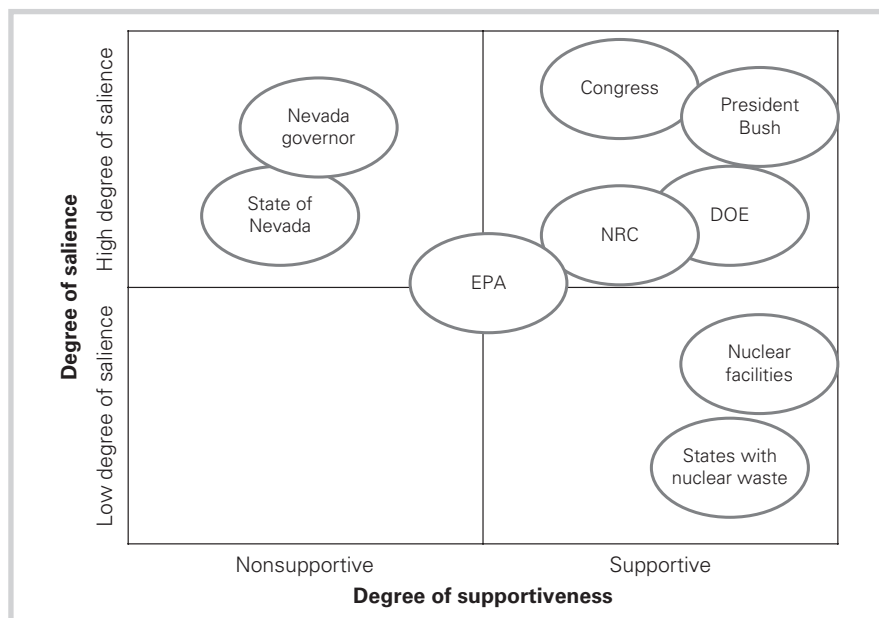 High degree of salience
Low degree of salience
Degree of salience
Nevada
governor
State of
Nevada
Congress
President
Bush
DOE
NRC
EPA
Nuclear
facilities
States with
nuclear waste
Nonsupportive
Supportive
Degree of supportiveness